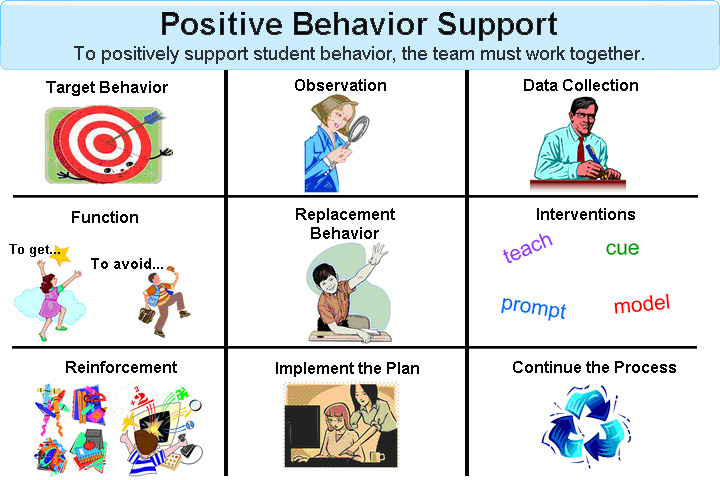 Positive Behavior Support
To positively support student behavior, the team must work together.
Target Behavior
Observation
Data Collection
Function
To get...
To avoid...
Replacement
Behavior
Interventions
teach
cue
prompt
model
Reinforcement
Implement the Plan
Continue the Process